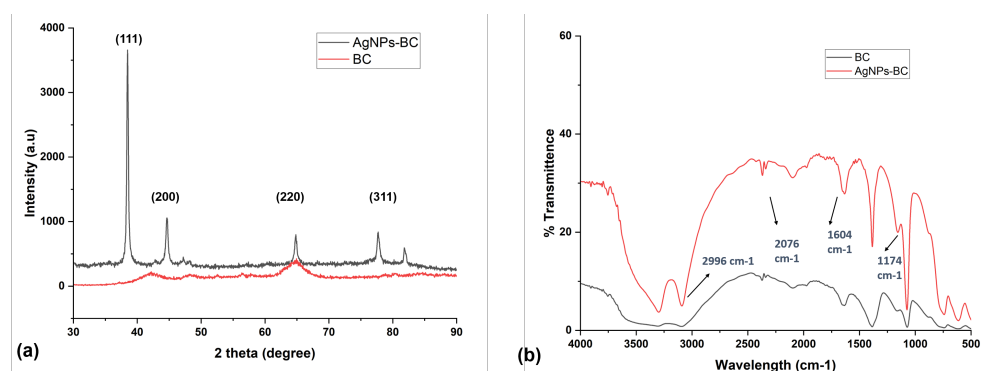 4000
3000
2000
1000
0
Intensity (a.u)
(111)
(200)
(220)
(311)
AgNPs-BC
BC
30
40
50
60
70
80
90
2 theta (degree)
(a)
60
40
20
0
% Transmittence
BC
AgNPs-BC
2996 cm-1
2076
cm-1
1604
cm-1
1174
cm-1
4000
3500
3000
2500
2000
1500
1000
500
Wavelength (cm-1)
(b)